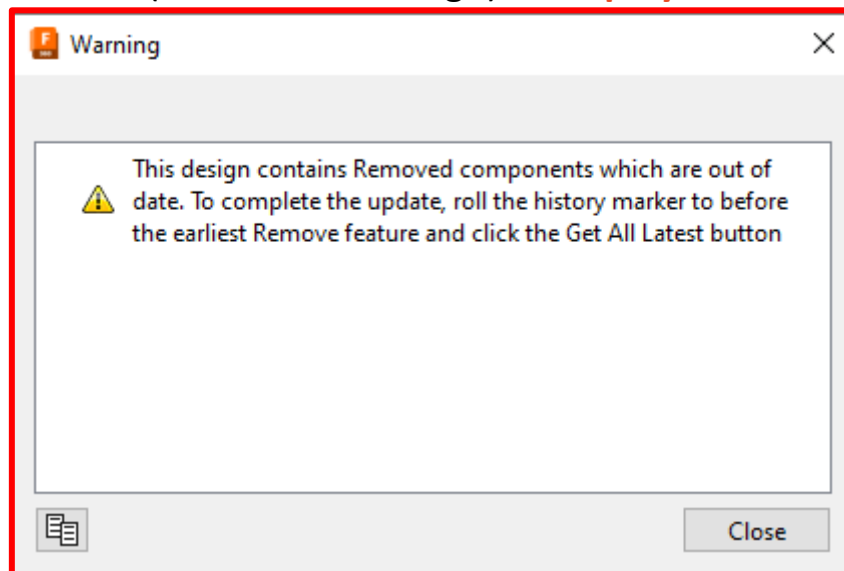 Warning
This design contains Removed components which are out of
date. To complete the update, roll the history marker to before
the earliest Remove feature and click the Get All Latest button
Close